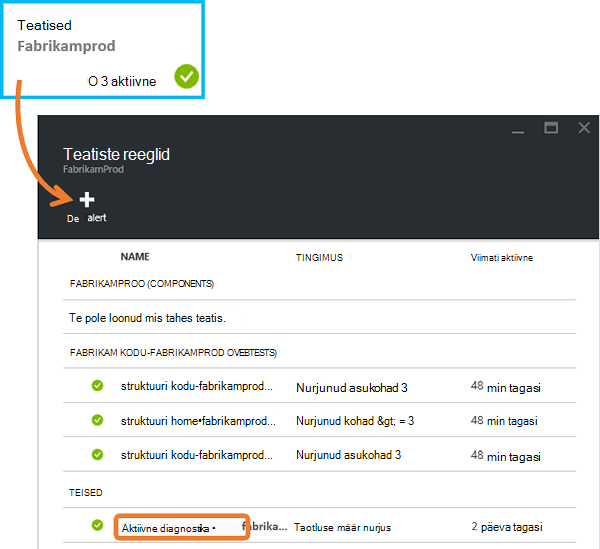 Teatised
Fabrikamprod
O 3 aktiivne
Teatiste reeglid
FabrikamProd
De alert
NAME TINGIMUS Viimati aktiivne
FABRIKAMPROO (COMPONENTS)
Te pole loonud mis tahes teatis.
FABRIKAM KODU-FABRIKAMPROD OVEBTESTS)
struktuuri kodu-fabrikamprod... Nurjunud asukohad 3 48 min tagasi
struktuuri home•fabrikamprod... Nurjunud kohad &gt; = 3 48 min tagasi
struktuuri kodu-fabrikamprod... Nurjunud asukohad 3 48 min tagasi
TEISED
Aktiivne diagnostika • fabrika... Taotluse määr nurjus 2 päeva tagasi